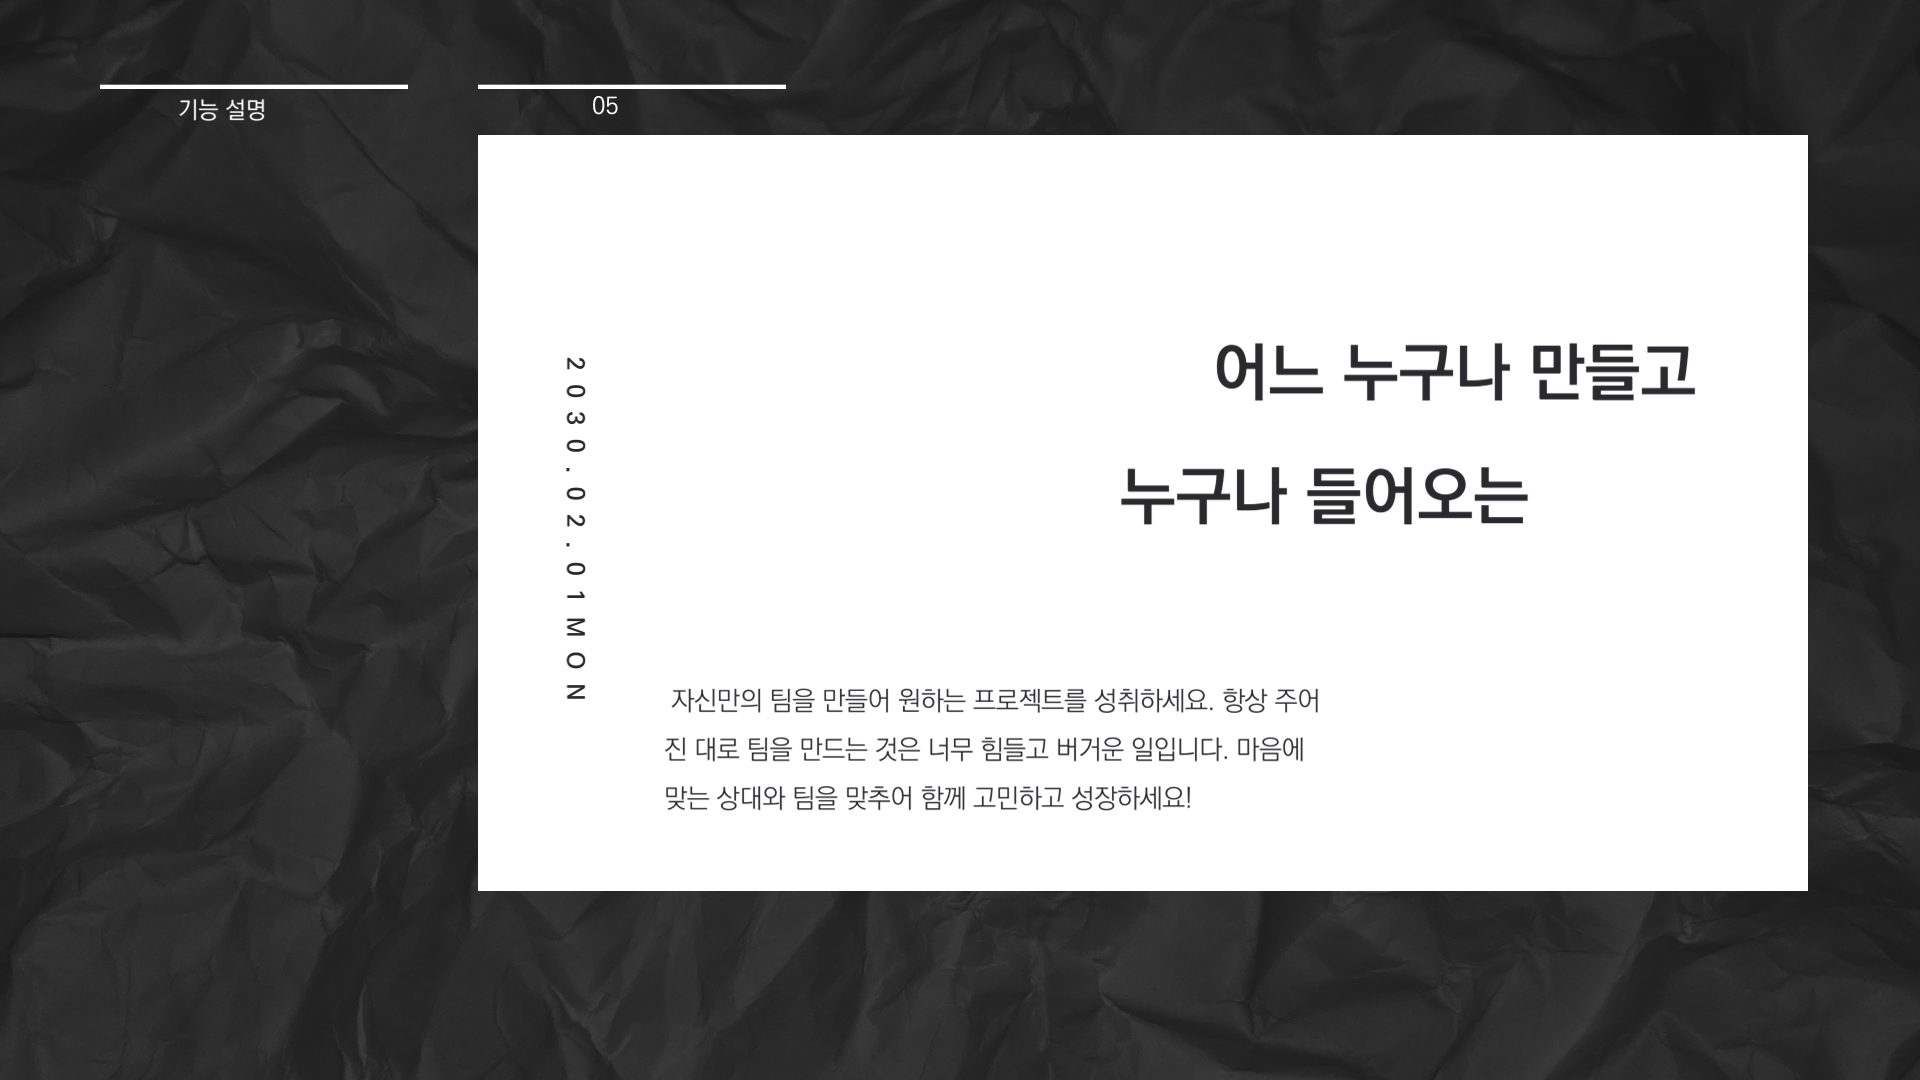 기능 설명
05
어느 누구나 만들고
누구나 들어오는
2030.02.01MON
자신만의 팀을 만들어 원하는 프로젝트를 성취하세요. 항상 주어
진 대로 팀을 만드는 것은 너무 힘들고 버거운 일입니다. 마음에
맞는 상대와 팀을 맞추어 함께 고민하고 성장하세요!